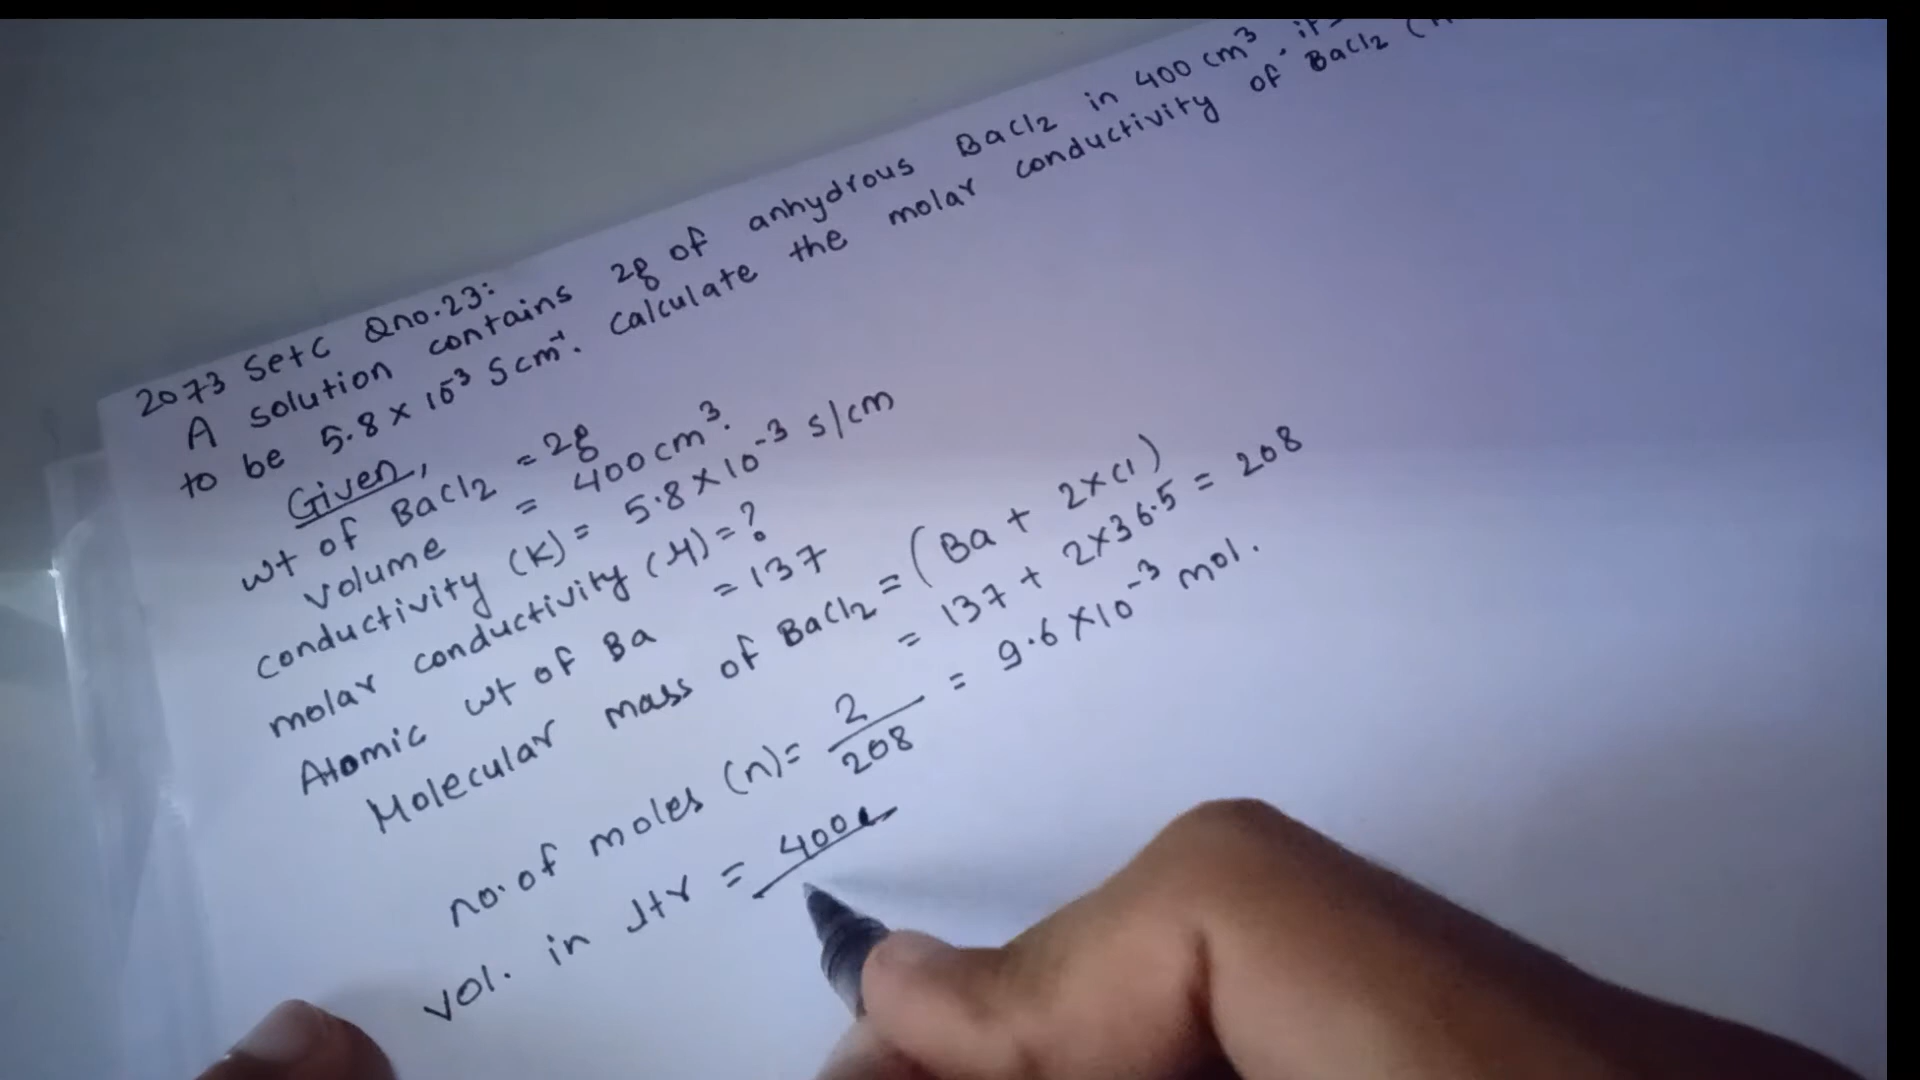 2073 Set C Qno.23:
A solution contains 2g of anhydrous BaCl2 in 400 cm³.
to be 5.8 × 10⁻³ S cm⁻¹. calculate the molar conductivity of BaCl2
Given,
wt of BaCl2 = 2g
volume = 400 cm³.
conductivity (K) = 5.8 × 10⁻³ s/cm
molar conductivity (М) = ?
Atomic wt of Ba = 137
Molecular mass of BaCl2 = (Ba + 2×Cl)
= 137 + 2×36.5 = 208
no. of moles (n) = 2/208 = 9.6 × 10⁻³ mol.
vol. in ltr = 400